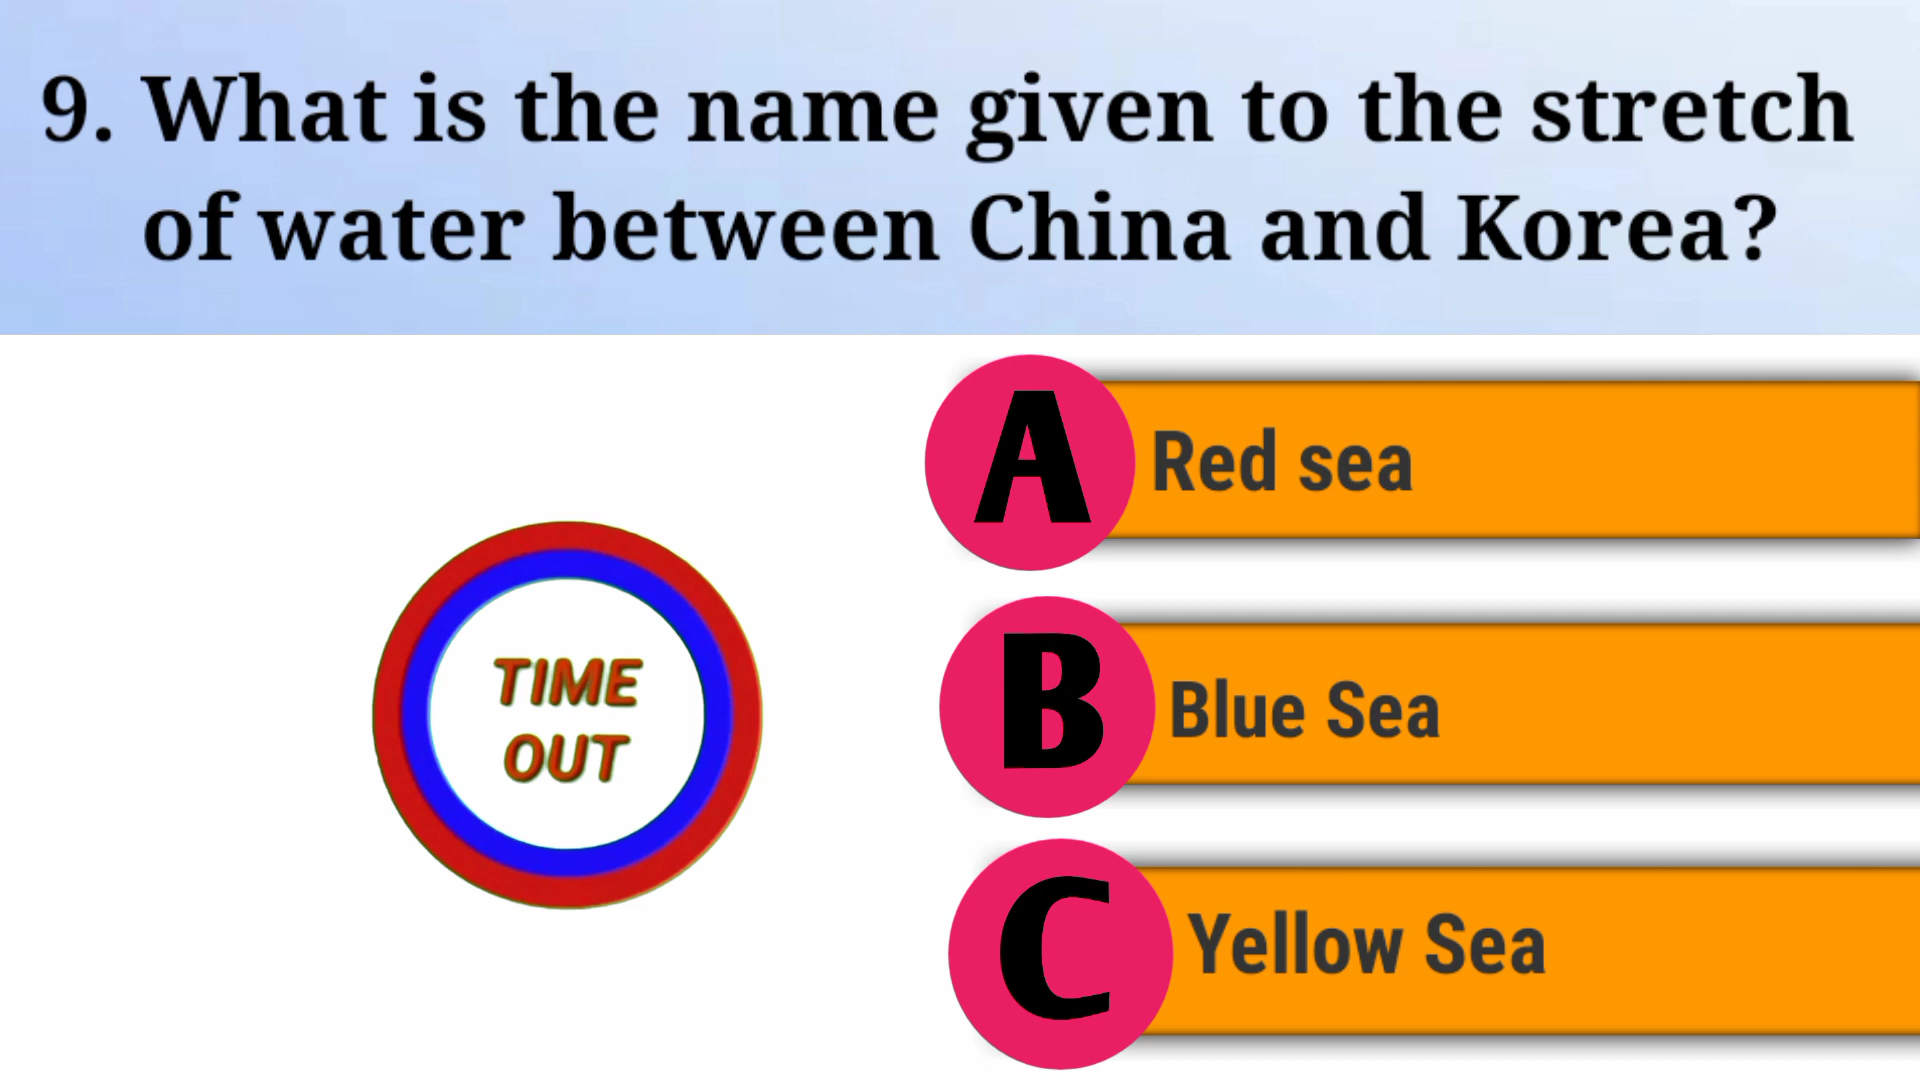 9. What is the name given to the stretch
of water between China and Korea?
A Red sea
TIME
OUT
B Blue Sea
C Yellow Sea